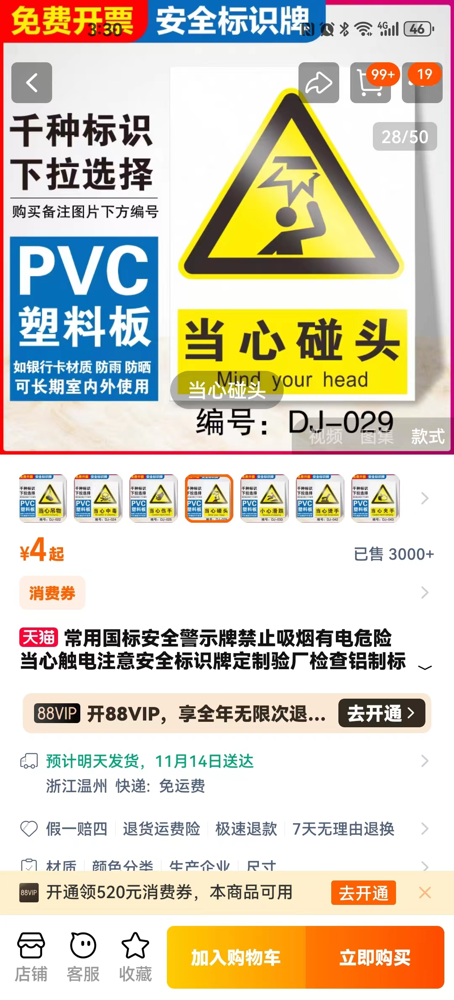 免费开票
安全标识牌
3:30
4G
46
99+
19
28/50
千种标识
下拉选择
购买备注图片下方编号
PVC
塑料板
如银行卡材质 防雨 防晒
可长期室内外使用
当心碰头
Mind your head
当心碰头
编号：DJ-029
视频 图集 款式
当心吊物
编号：DJ-022
当心中毒
编号：DJ-024
当心伤手
编号：DJ-025
当心碰头
编号：DJ-029
小心滑跌
编号：DJ-033
当心烫手
编号：DJ-042
当心夹手
编号：DJ-043
¥4起
已售 3000+
消费券
天猫 常用国标安全警示牌禁止吸烟有电危险
当心触电注意安全标识牌定制验厂检查铝制标
88VIP 开88VIP，享全年无限次退... 去开通
预计明天发货，11月14日送达
浙江温州 快递: 免运费
假一赔四 退货运费险 极速退款 7天无理由退换
材质 颜色分类 生产企业 尺寸
88VIP 开通领520元消费券，本商品可用 去开通
店铺 客服 收藏 加入购物车 立即购买